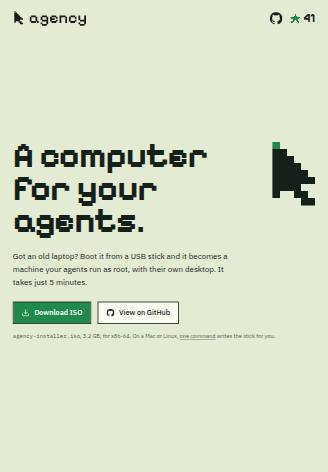 agency
41
A computer
for your
agents.
Got an old laptop? Boot it from a USB stick and it becomes a
machine your agents run as root, with their own desktop. It
takes just 5 minutes.
Download ISO
View on GitHub
agency-installer.iso, 3.2 GB, for x86-64. On a Mac or Linux, one command writes the stick for you.